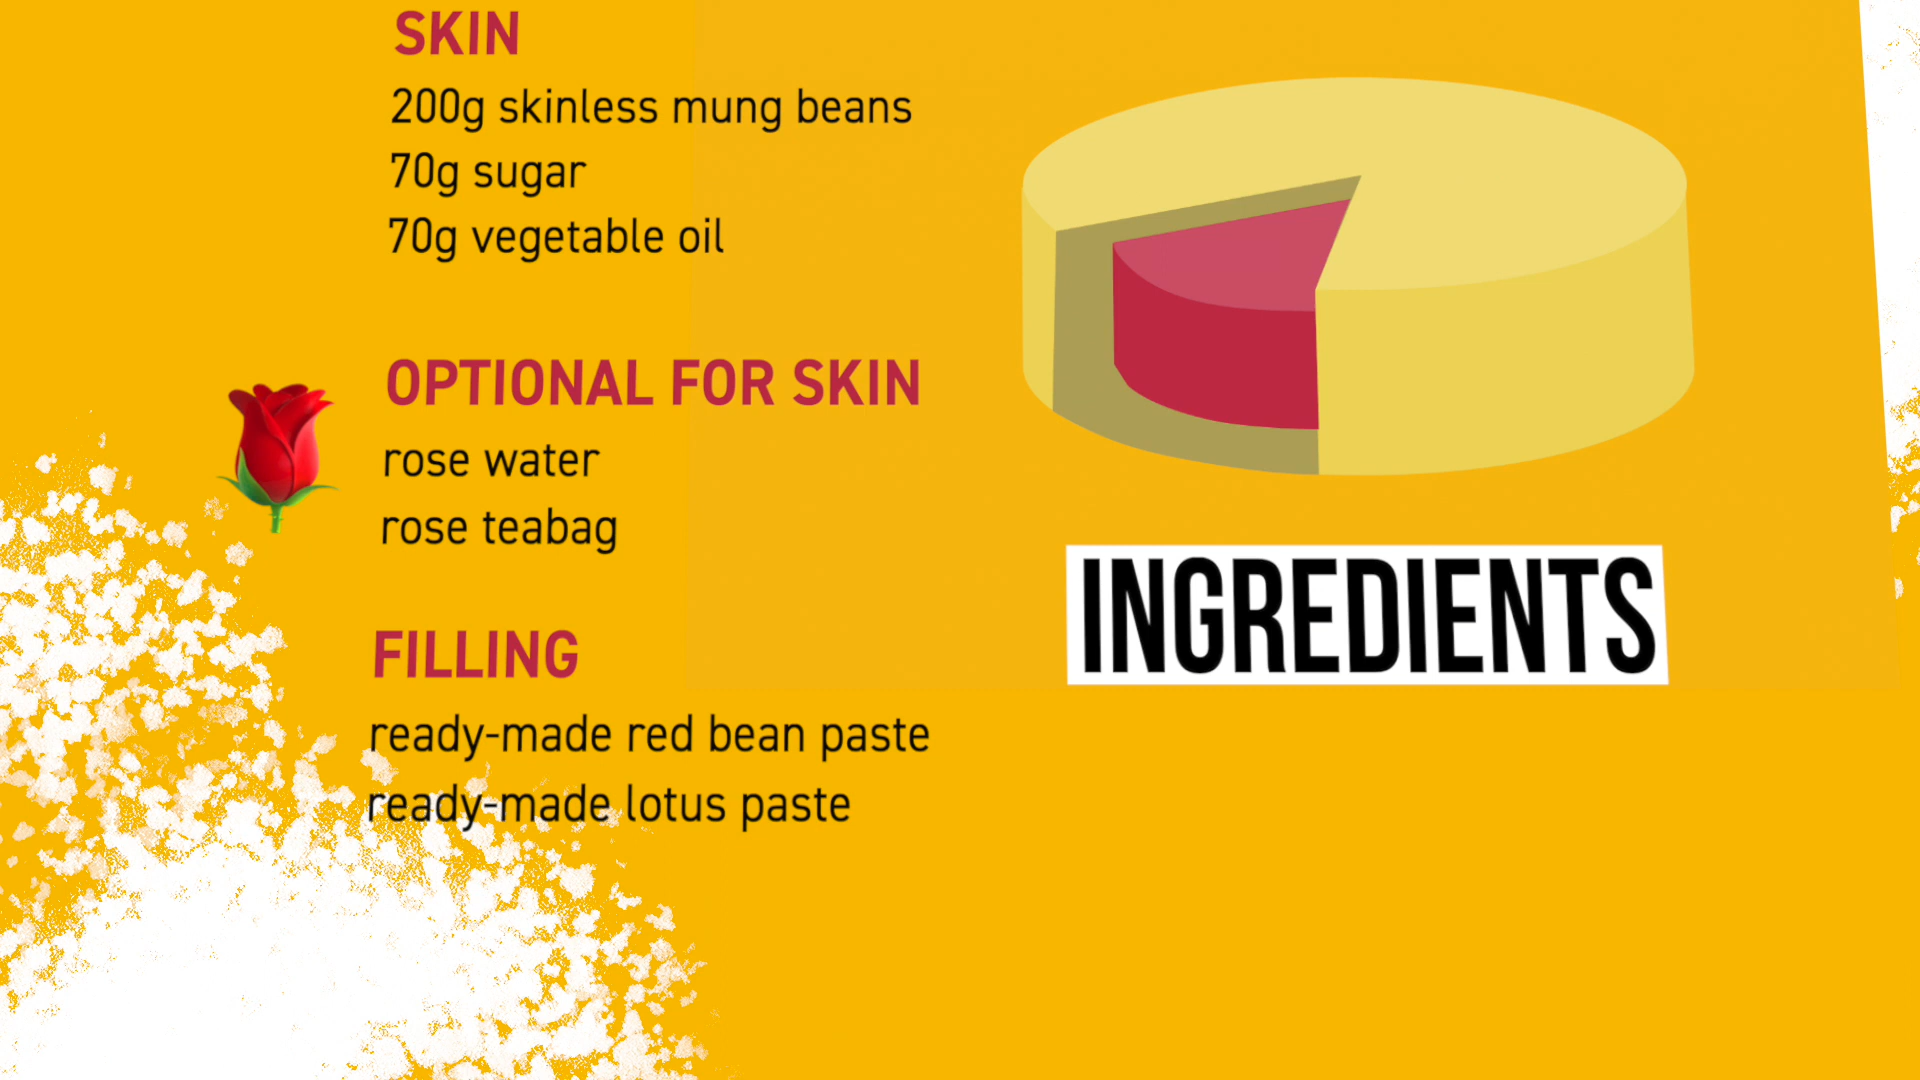 SKIN
200g skinless mung beans
70g sugar
70g vegetable oil
OPTIONAL FOR SKIN
rose water
rose teabag
FILLING
ready-made red bean paste
ready-made lotus paste
INGREDIENTS